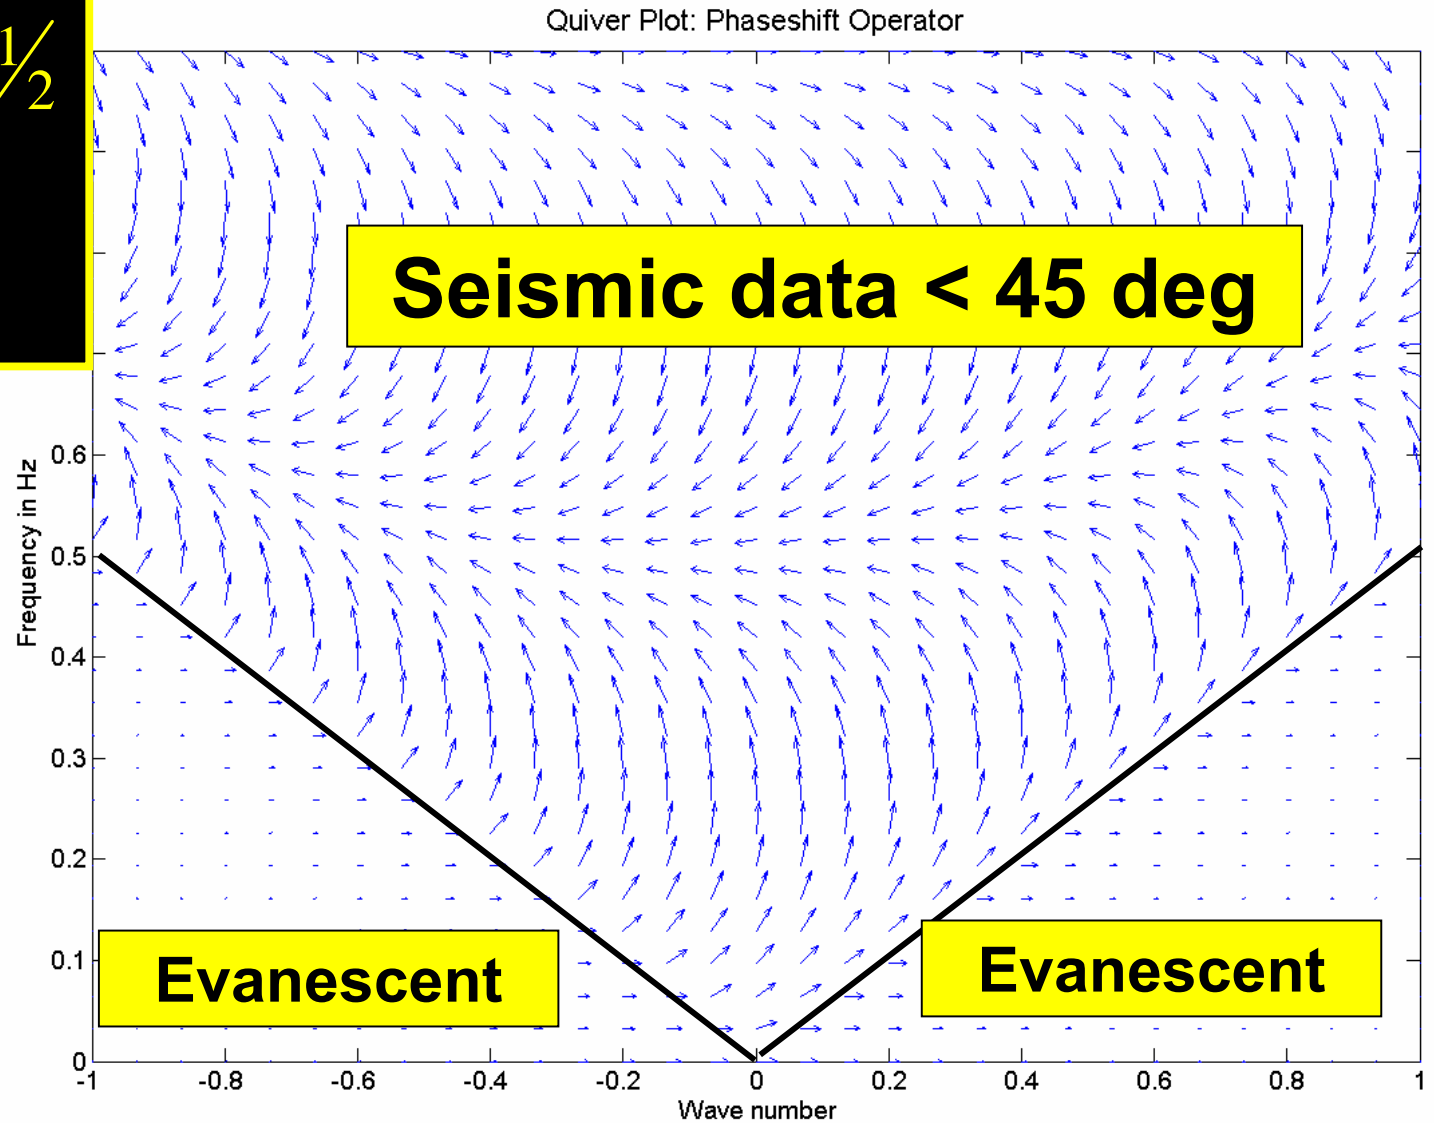 ½
Quiver Plot: Phaseshift Operator
Seismic data < 45 deg
Frequency in Hz
0.6
0.5
0.4
0.3
0.2
0.1
0
Evanescent
Evanescent
-1 -0.8 -0.6 -0.4 -0.2 0 0.2 0.4 0.6 0.8 1
Wave number